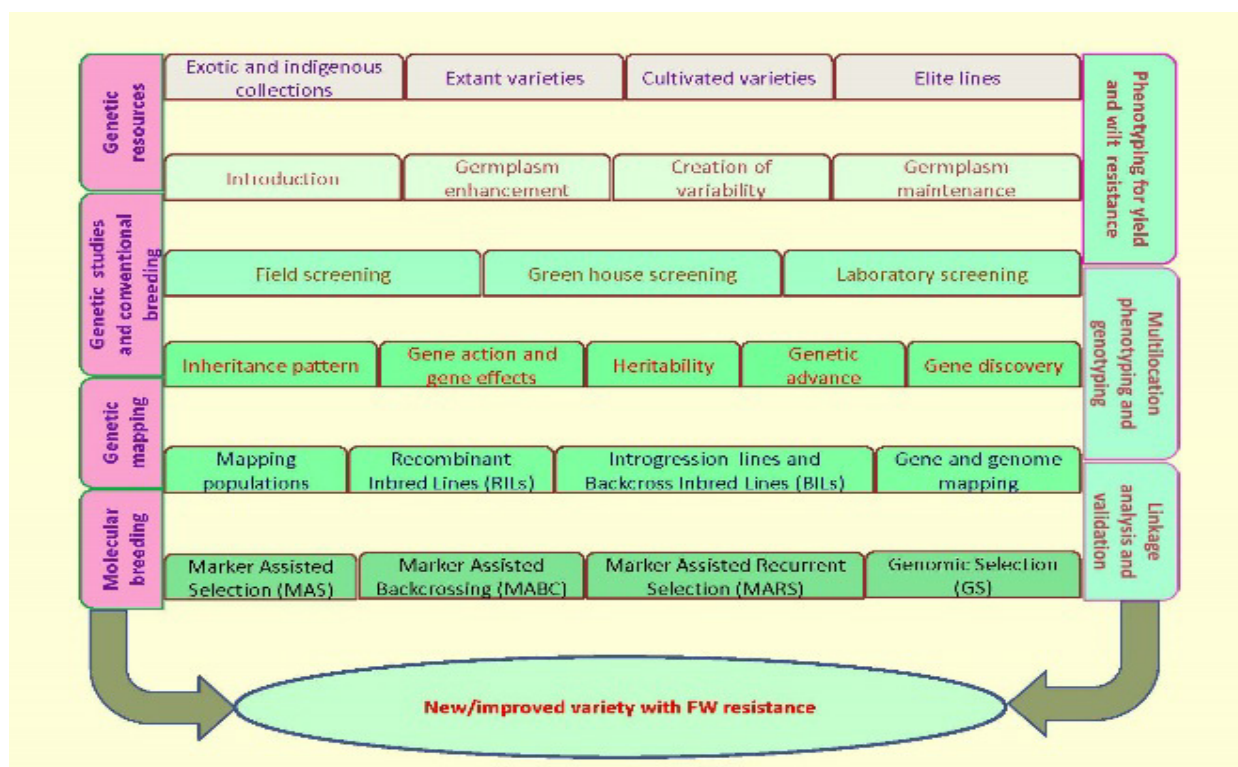 Genetic
resources
Exotic and indigenous
collections
Extant varieties
Cultivated varieties
Elite lines
Introduction
Germplasm
enhancement
Creation of
variability
Germplasm
maintenance
Genetic studies
and conventional
breeding
Field screening
Green house screening
Laboratory screening
Inheritance pattern
Gene action and
gene effects
Heritability
Genetic
advance
Gene discovery
Genetic
mapping
Mapping
populations
Recombinant
Inbred Lines (RILs)
Introgression lines and
Backcross Inbred Lines (BILs)
Gene and genome
mapping
Molecular
breeding
Marker Assisted
Selection (MAS)
Marker Assisted
Backcrossing (MABC)
Marker Assisted Recurrent
Selection (MARS)
Genomic Selection
(GS)
Phenotyping for yield
and wilt resistance
Multilocation
phenotyping and
genotyping
Linkage
analysis and
validation
New/improved variety with FW resistance